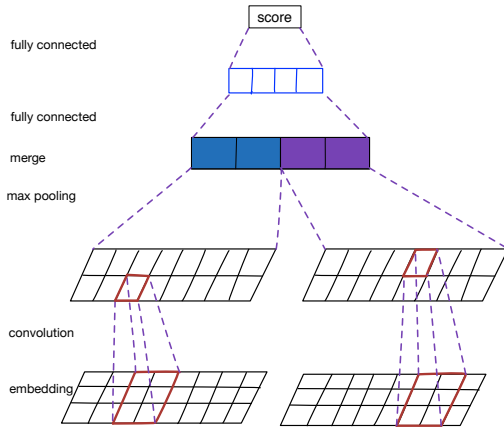 score
fully connected
fully connected
merge
max pooling
convolution
embedding